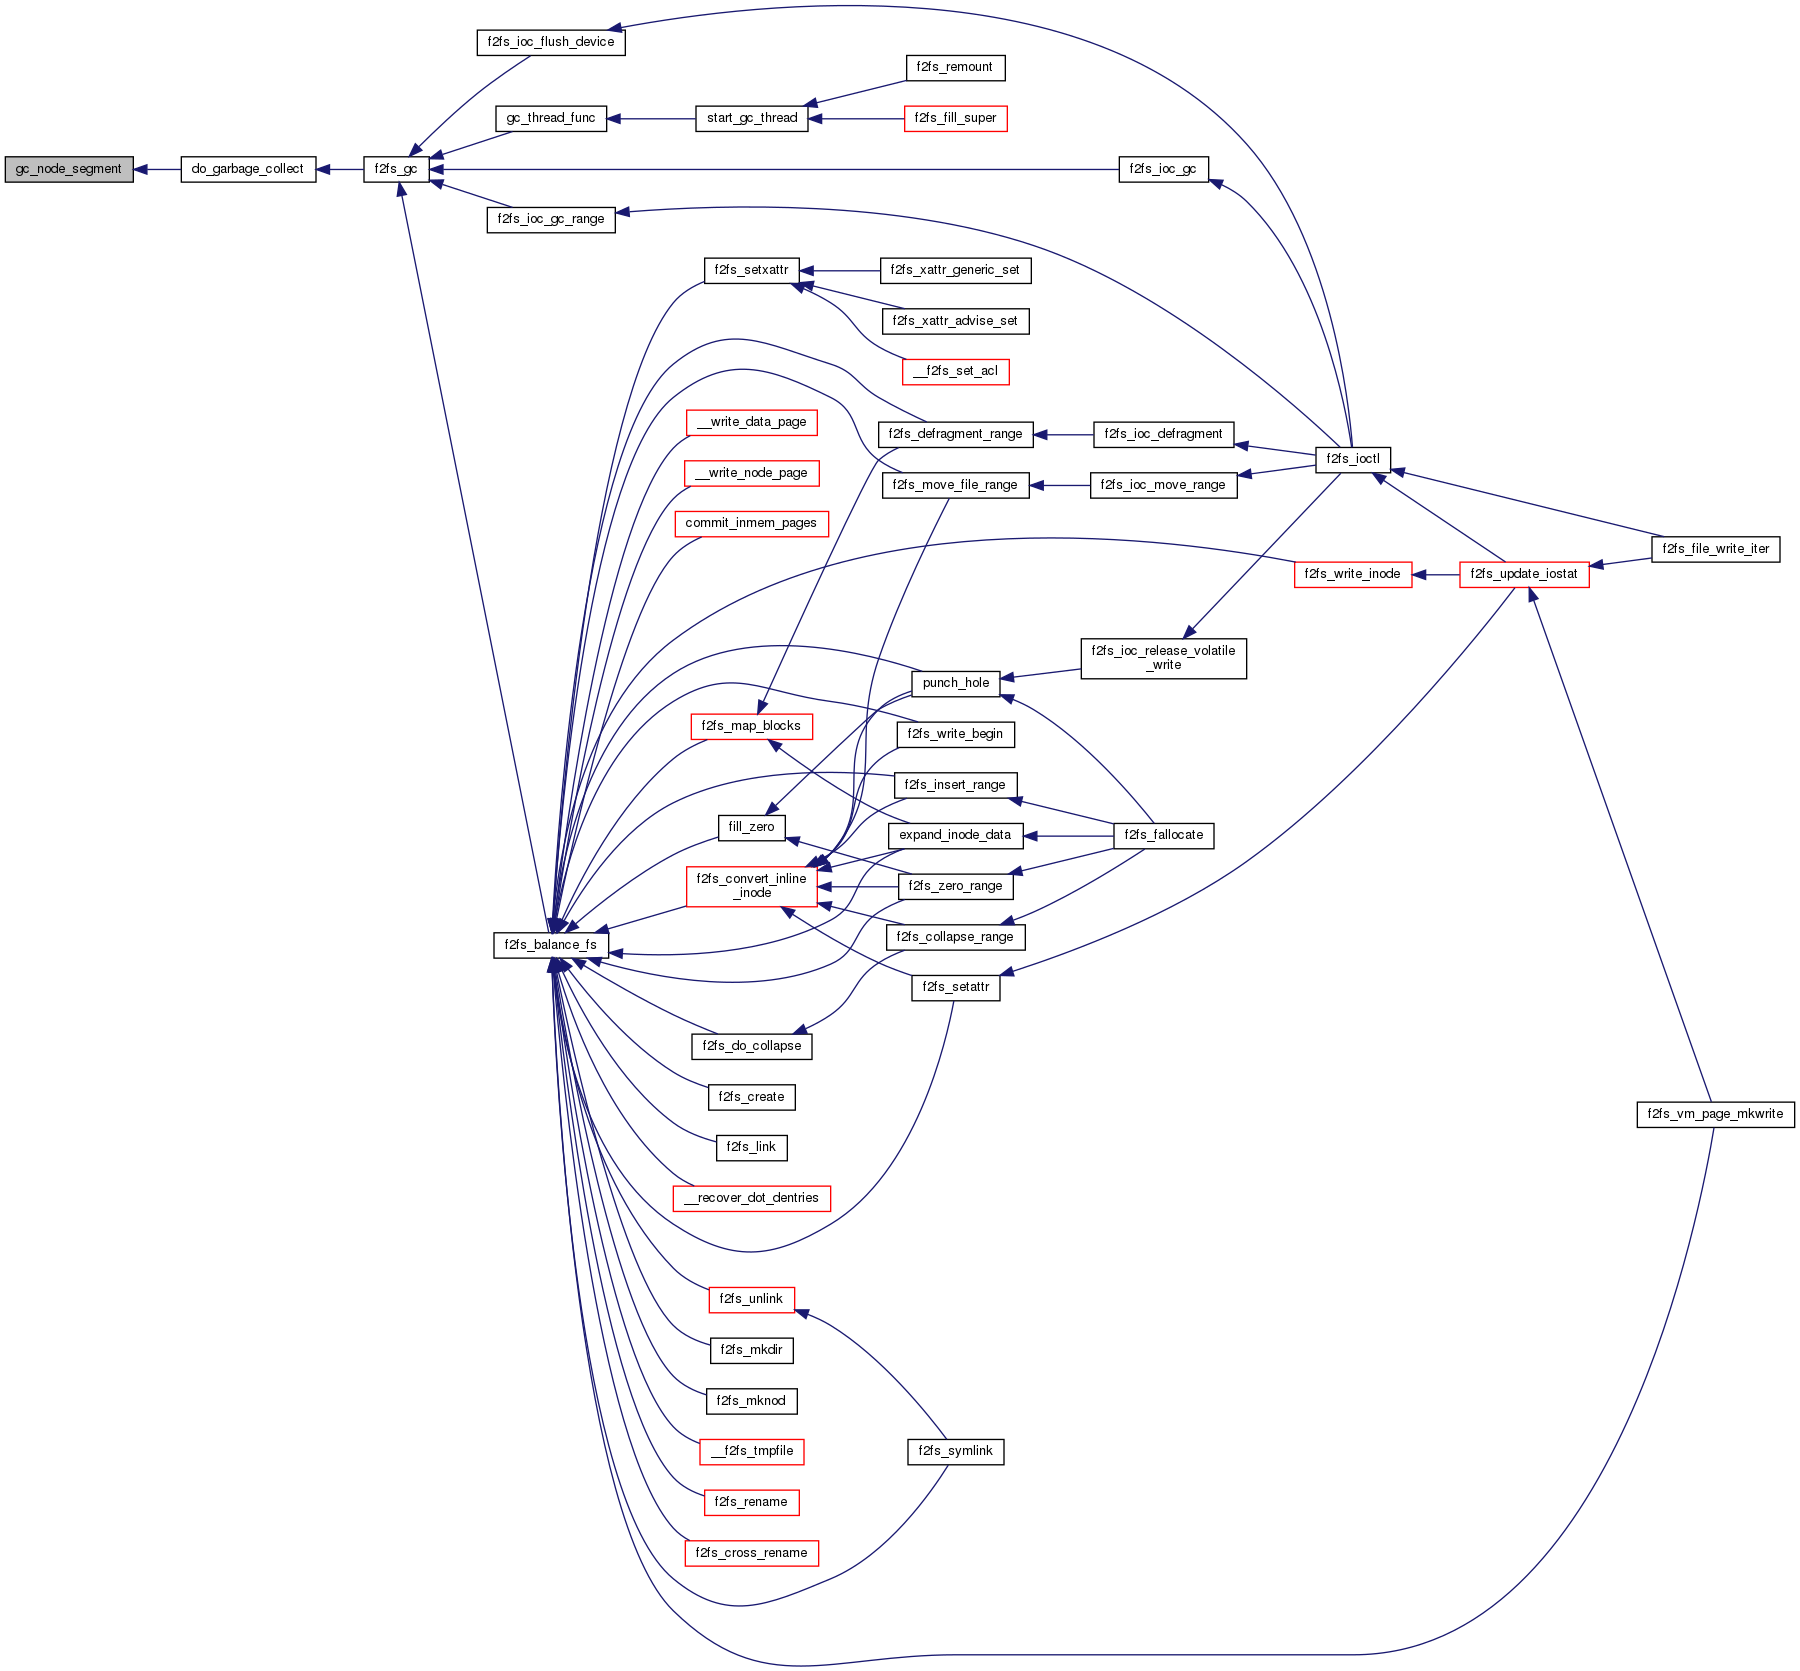 f2fs_ioc_flush_device
f2fs_remount
gc_thread_func
start_gc_thread
f2fs_fill_super
gc_node_segment
do_garbage_collect
f2fs_gc
f2fs_ioc_gc
f2fs_ioc_gc_range
f2fs_setxattr
f2fs_xattr_generic_set
f2fs_xattr_advise_set
__f2fs_set_acl
__write_data_page
f2fs_defragment_range
f2fs_ioc_defragment
f2fs_ioctl
__write_node_page
f2fs_move_file_range
f2fs_ioc_move_range
commit_inmem_pages
f2fs_file_write_iter
f2fs_write_inode
f2fs_update_iostat
f2fs_ioc_release_volatile
_write
punch_hole
f2fs_map_blocks
f2fs_write_begin
f2fs_insert_range
fill_zero
expand_inode_data
f2fs_fallocate
f2fs_convert_inline
_inode
f2fs_zero_range
f2fs_balance_fs
f2fs_collapse_range
f2fs_setattr
f2fs_do_collapse
f2fs_create
f2fs_vm_page_mkwrite
f2fs_link
__recover_dot_dentries
f2fs_unlink
f2fs_mkdir
f2fs_mknod
__f2fs_tmpfile
f2fs_symlink
f2fs_rename
f2fs_cross_rename